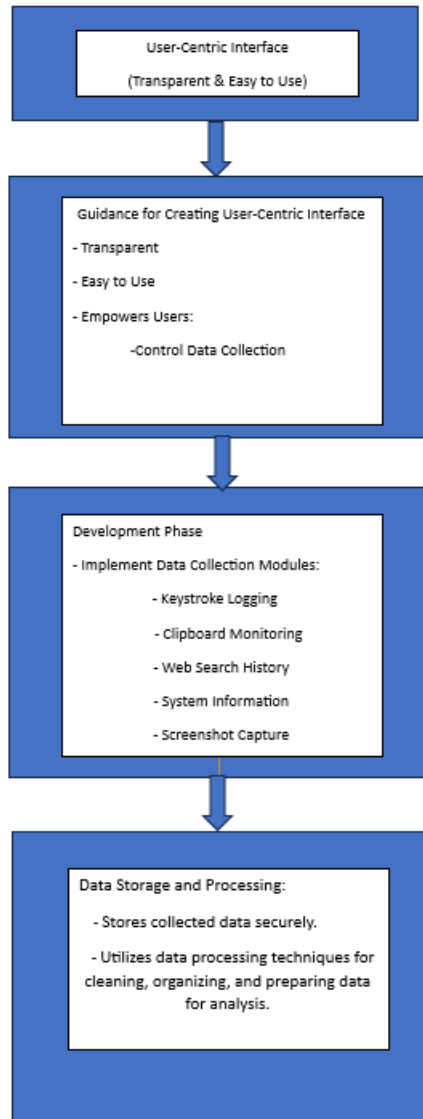 User-Centric Interface
(Transparent & Easy to Use)
Guidance for Creating User-Centric Interface
- Transparent
- Easy to Use
- Empowers Users:
-Control Data Collection
Development Phase
- Implement Data Collection Modules:
- Keystroke Logging
- Clipboard Monitoring
- Web Search History
- System Information
- Screenshot Capture
Data Storage and Processing:
- Stores collected data securely.
- Utilizes data processing techniques for
cleaning, organizing, and preparing data
for analysis.